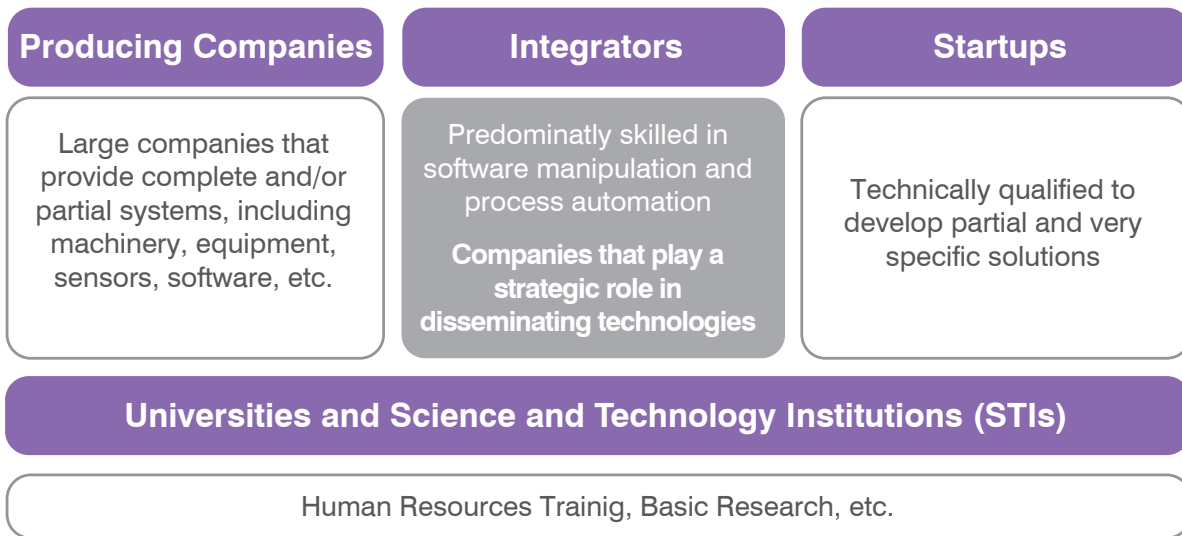 Producing Companies
Large companies that
provide complete and/or
partial systems, including
machinery, equipment,
sensors, software, etc.
Integrators
Predominatly skilled in
software manipulation and
process automation
Companies that play a
strategic role in
disseminating technologies
Startups
Technically qualified to
develop partial and very
specific solutions
Universities and Science and Technology Institutions (STIs)
Human Resources Trainig, Basic Research, etc.